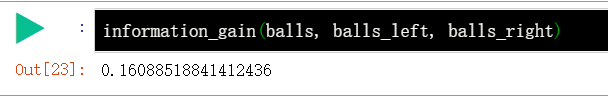 : information_gain(balls, balls_left, balls_right)
Out[23]: 0.16088518841412436